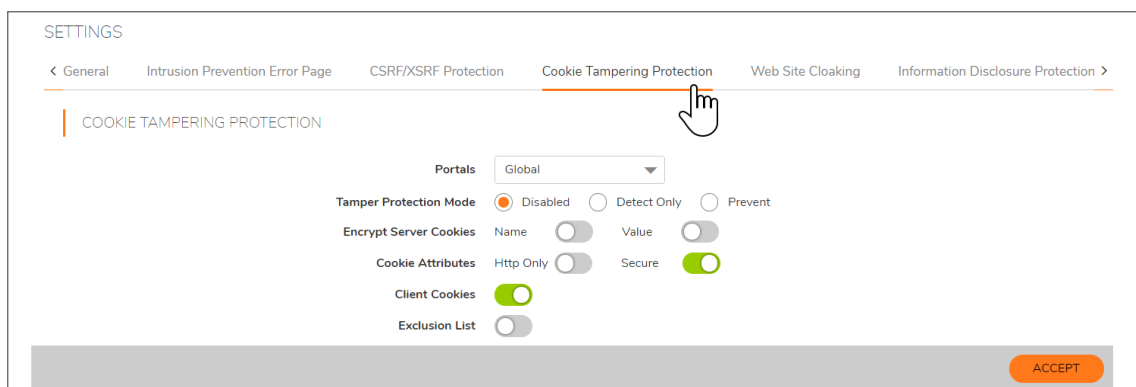 SETTINGS
< General Intrusion Prevention Error Page CSRF/XSRF Protection Cookie Tampering Protection Web Site Cloaking Information Disclosure Protection >
COOKIE TAMPERING PROTECTION
Portals Global
Tamper Protection Mode Disabled Detect Only Prevent
Encrypt Server Cookies Name Value
Cookie Attributes Http Only Secure
Client Cookies
Exclusion List
ACCEPT